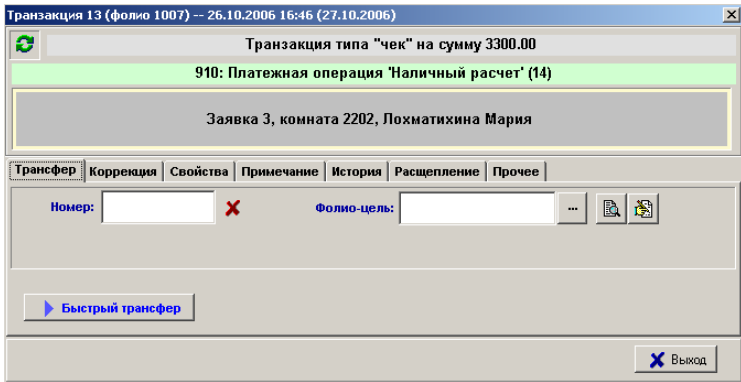 Транзакция 13 (фолио 1007) -- 26.10.2006 16:46 (27.10.2006)
Транзакция типа "чек" на сумму 3300.00
910: Платежная операция 'Наличный расчет' (14)
Заявка 3, комната 2202, Лохматихина Мария
Трансфер Коррекция Свойства Примечание История Расщепление Прочее
Номер: Фолио-цель: ...
Быстрый трансфер
Выход